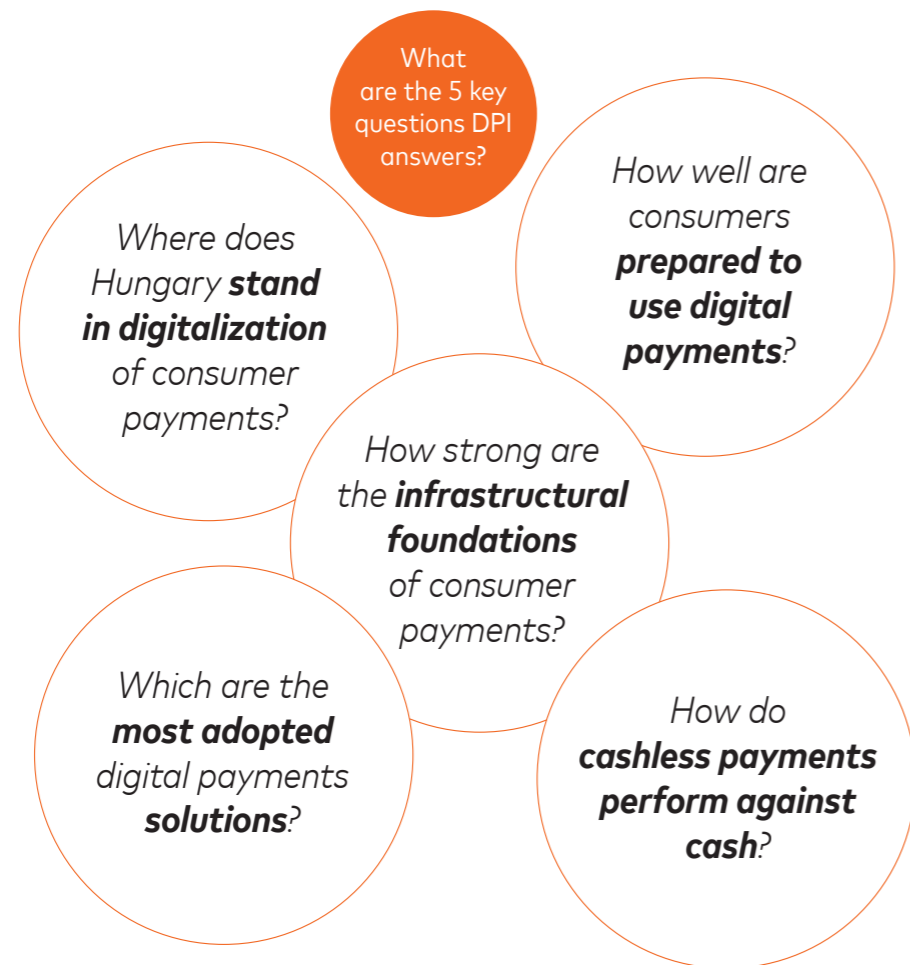 What
are the 5 key
questions DPI
answers?
Where does
Hungary stand
in digitalization
of consumer
payments?
How well are
consumers
prepared to
use digital
payments?
How strong are
the infrastructural
foundations
of consumer
payments?
Which are the
most adopted
digital payments
solutions?
How do
cashless payments
perform against
cash?